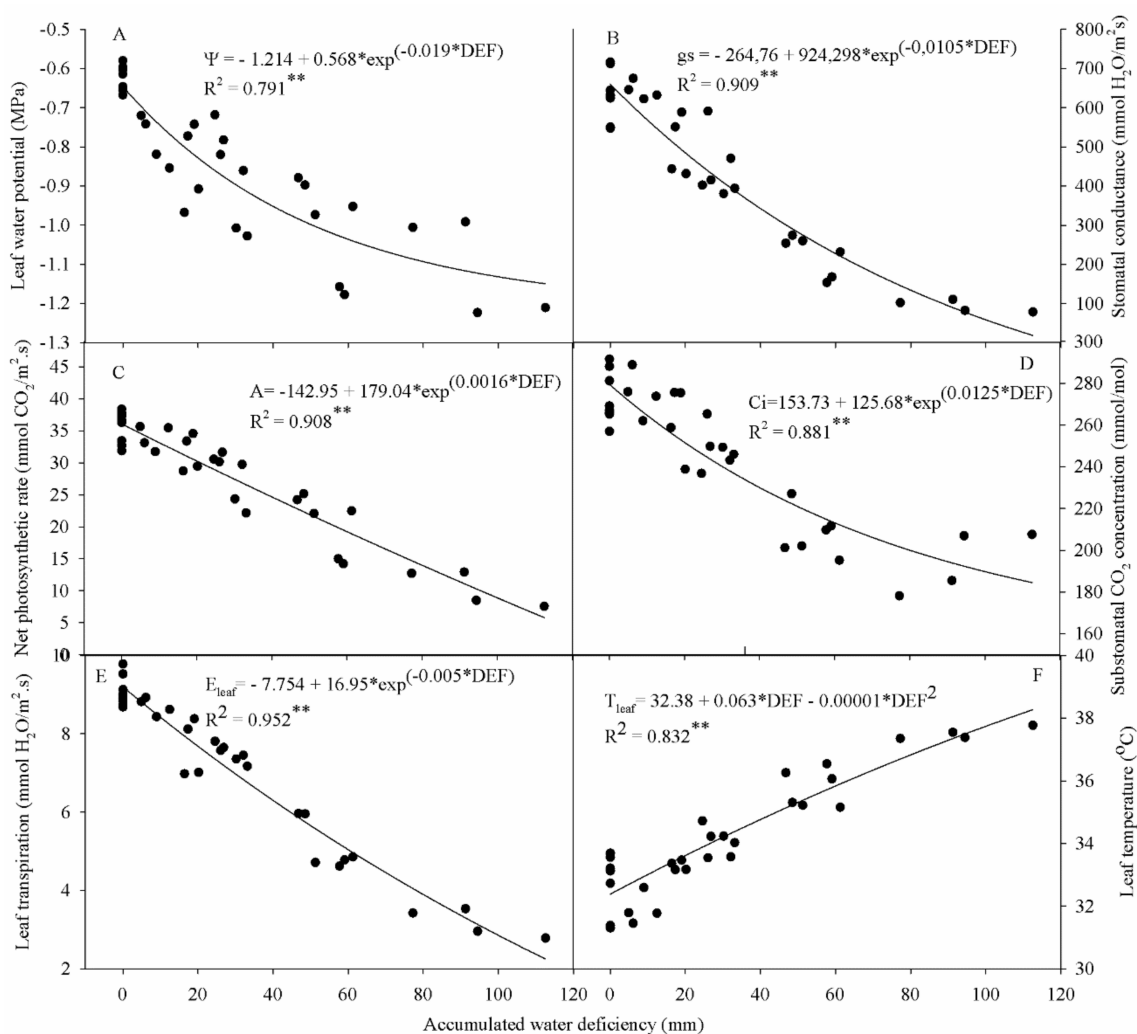 A
Ψ = - 1.214 + 0.568*exp(-0.019*DEF)
R² = 0.791**
Leaf water potential (MPa)
-0.5
-0.6
-0.7
-0.8
-0.9
-1.0
-1.1
-1.2
-1.3
B
gs = - 264,76 + 924,298*exp(-0,0105*DEF)
R² = 0.909**
Stomatal conductance (mmol H₂O/m²s)
800
700
600
500
400
300
200
100
300
C
A= -142.95 + 179.04*exp(0.0016*DEF)
R² = 0.908**
Net photosynthetic rate (mmol CO₂/m².s)
45
40
35
30
25
20
15
10
5
0
D
Ci=153.73 + 125.68*exp(0.0125*DEF)
R² = 0.881**
Substomatal CO₂ concentration (mmol/mol)
280
260
240
220
200
180
160
40
E
E leaf= - 7.754 + 16.95*exp(-0.005*DEF)
R² = 0.952**
Leaf transpiration (mmol H₂O/m².s)
10
8
6
4
2
F
T leaf= 32.38 + 0.063*DEF - 0.00001*DEF²
R² = 0.832**
Leaf temperature (°C)
38
36
34
32
30
0 20 40 60 80 100 120
0 20 40 60 80 100 120
Accumulated water deficiency (mm)